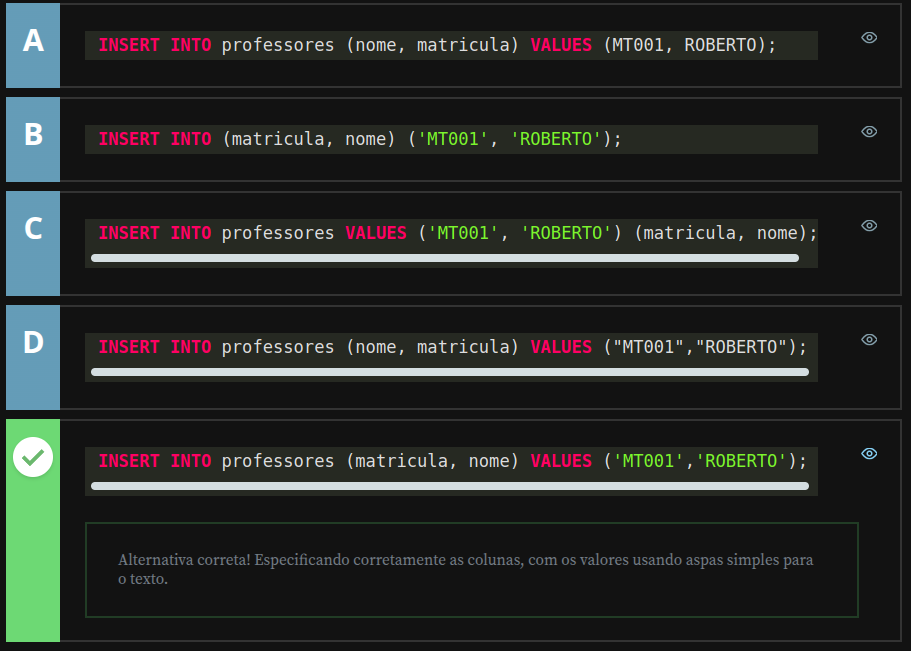 A
INSERT INTO professores (nome, matricula) VALUES (MT001, ROBERTO);
B
INSERT INTO (matricula, nome) ('MT001', 'ROBERTO');
C
INSERT INTO professores VALUES ('MT001', 'ROBERTO') (matricula, nome);
D
INSERT INTO professores (nome, matricula) VALUES ("MT001","ROBERTO");
INSERT INTO professores (matricula, nome) VALUES ('MT001','ROBERTO');
Alternativa correta! Especificando corretamente as colunas, com os valores usando aspas simples para
o texto.